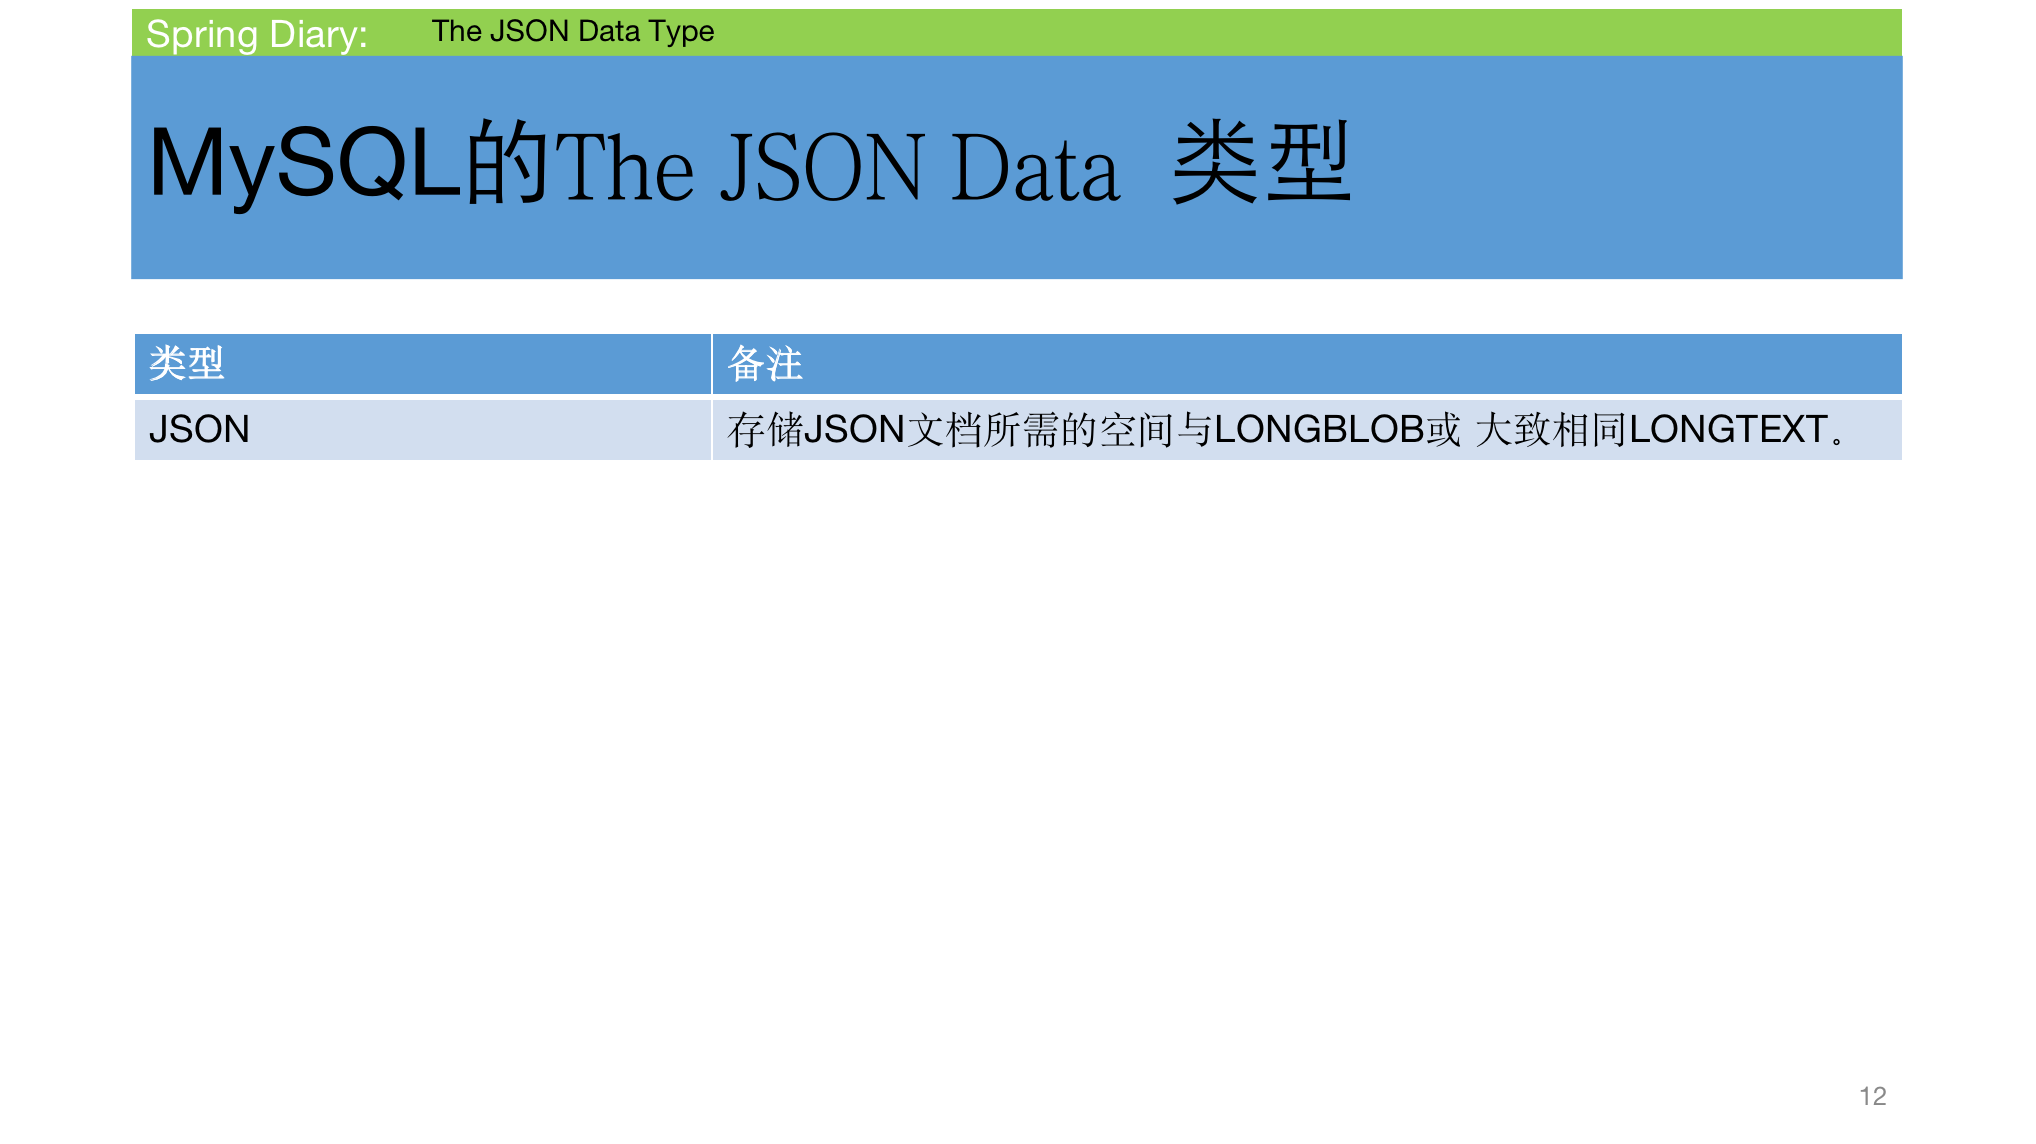 Spring Diary: The JSON Data Type
MySQL的The JSON Data 类型
类型 备注
JSON 存储JSON文档所需的空间与LONGBLOB或 大致相同LONGTEXT。
12